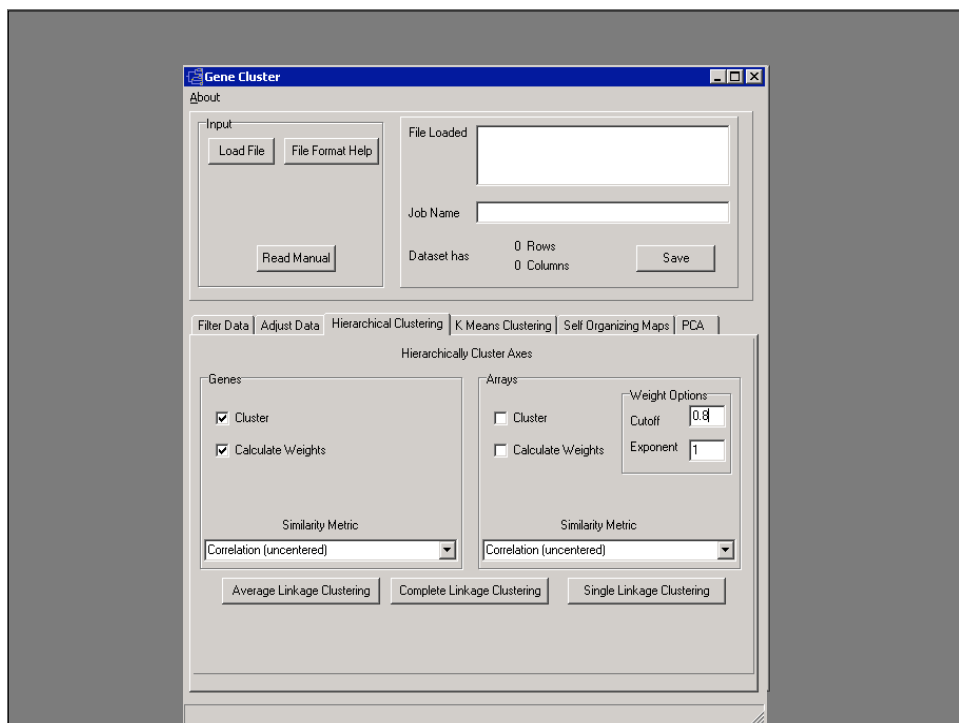 Gene Cluster
About
Input
Load File
File Format Help
Read Manual
File Loaded
Job Name
Dataset has
0 Rows
0 Columns
Save
Filter Data
Adjust Data
Hierarchical Clustering
K Means Clustering
Self Organizing Maps
PCA
Hierarchically Cluster Axes
Genes
Cluster
Calculate Weights
Similarity Metric
Correlation (uncentered)
Arrays
Cluster
Calculate Weights
Weight Options
Cutoff 0.8
Exponent 1
Similarity Metric
Correlation (uncentered)
Average Linkage Clustering
Complete Linkage Clustering
Single Linkage Clustering